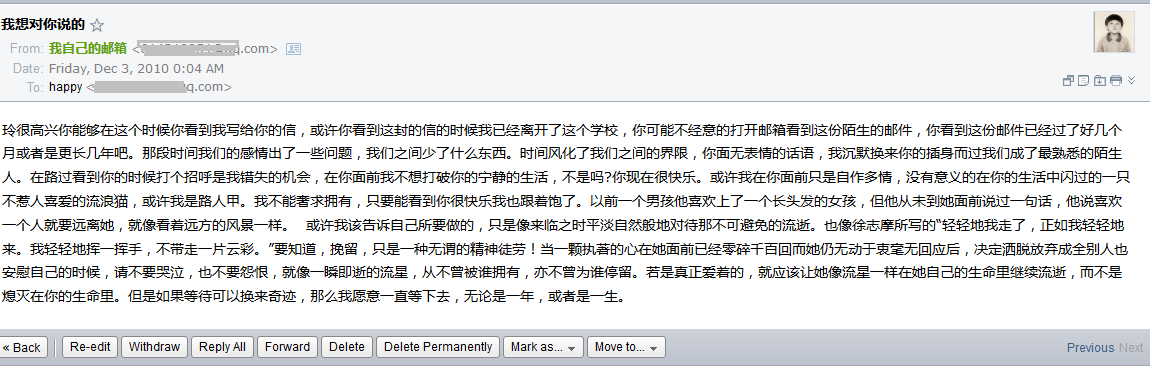 我想对你说的
From: 我自己的邮箱 < q.com>
Date: Friday, Dec 3, 2010 0:04 AM
To: happy < q.com>
玲很高兴你能够在这个时候你看到我写给你的信，或许你看到这封的信的时候我已经离开了这个学校，你可能不经意的打开邮箱看到这份陌生的邮件，你看到这份邮件已经过了好几个
月或者是更长几年吧。那段时间我们的感情出了一些问题，我们之间少了什么东西。时间风化了我们之间的界限，你面无表情的话语，我沉默换来你的插身而过我们成了最熟悉的陌生
人。在路过看到你的时候打个招呼是我错失的机会，在你面前我不想打破你的宁静的生活，不是吗?你现在很快乐。或许我在你面前只是自作多情，没有意义的在你的生活中闪过的一只
不惹人喜爱的流浪猫，或许我是路人甲。我不能奢求拥有，只要能看到你很快乐我也跟着饱了。以前一个男孩他喜欢上了一个长头发的女孩，但他从未到她面前说过一句话，他说喜欢
一个人就要远离她，就像看着远方的风景一样。 或许我该告诉自己所要做的，只是像来临之时平淡自然般地对待那不可避免的流逝。也像徐志摩所写的“轻轻地我走了，正如我轻轻地
来。我轻轻地挥一挥手，不带走一片云彩。”要知道，挽留，只是一种无谓的精神徒劳！当一颗执著的心在她面前已经零碎千百回而她仍无动于衷毫无回应后，决定洒脱放弃成全别人也
安慰自己的时候，请不要哭泣，也不要怨恨，就像一瞬即逝的流星，从不曾被谁拥有，亦不曾为谁停留。若是真正爱着的，就应该让她像流星一样在她自己的生命里继续流逝，而不是
熄灭在你的生命里。但是如果等待可以换来奇迹，那么我愿意一直等下去，无论是一年，或者是一生。
« Back Re-edit Withdraw Reply All Forward Delete Delete Permanently Mark as... Move to... Previous Next